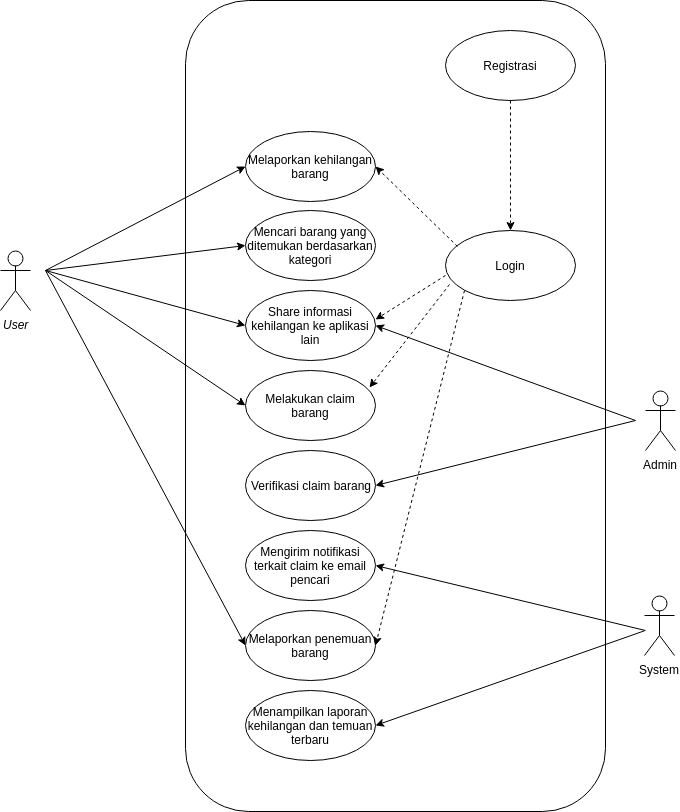 Registrasi
Melaporkan kehilangan
barang
Mencari barang yang
ditemukan berdasarkan
kategori
Login
User
Share informasi
kehilangan ke aplikasi
lain
Melakukan claim
barang
Admin
Verifikasi claim barang
Mengirim notifikasi
terkait claim ke email
pencari
Melaporkan penemuan
barang
System
Menampilkan laporan
kehilangan dan temuan
terbaru